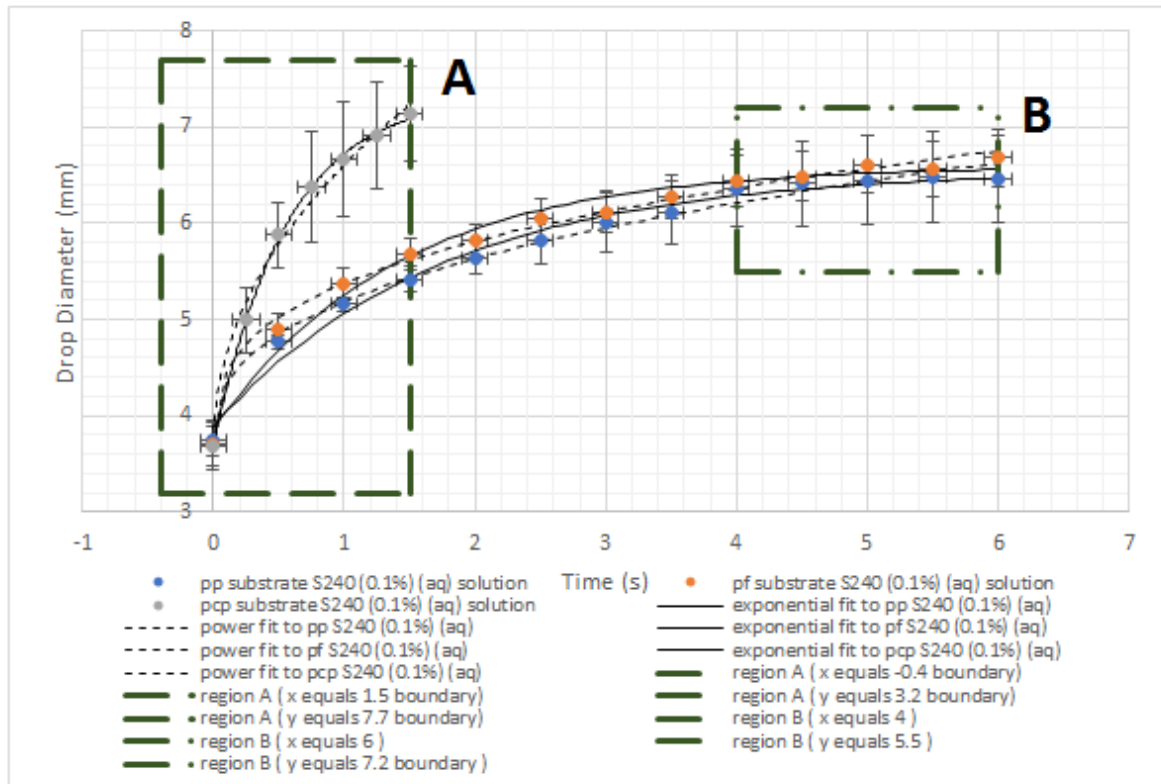 8
A
7
B
6
5
4
3
Drop Diameter (mm)
-1 0 1 2 3 4 5 6 7
Time (s)
pp substrate S240 (0.1%) (aq) solution
pf substrate S240 (0.1%) (aq) solution
pcp substrate S240 (0.1%) (aq) solution
exponential fit to pp S240 (0.1%) (aq)
power fit to pp S240 (0.1%) (aq)
exponential fit to pf S240 (0.1%) (aq)
power fit to pf S240 (0.1%) (aq)
exponential fit to pcp S240 (0.1%) (aq)
power fit to pcp S240 (0.1%) (aq)
region A ( x equals -0.4 boundary)
region A ( x equals 1.5 boundary)
region A ( y equals 3.2 boundary)
region A ( y equals 7.7 boundary)
region B ( x equals 4 )
region B ( x equals 6 )
region B ( y equals 5.5 )
region B ( y equals 7.2 boundary )